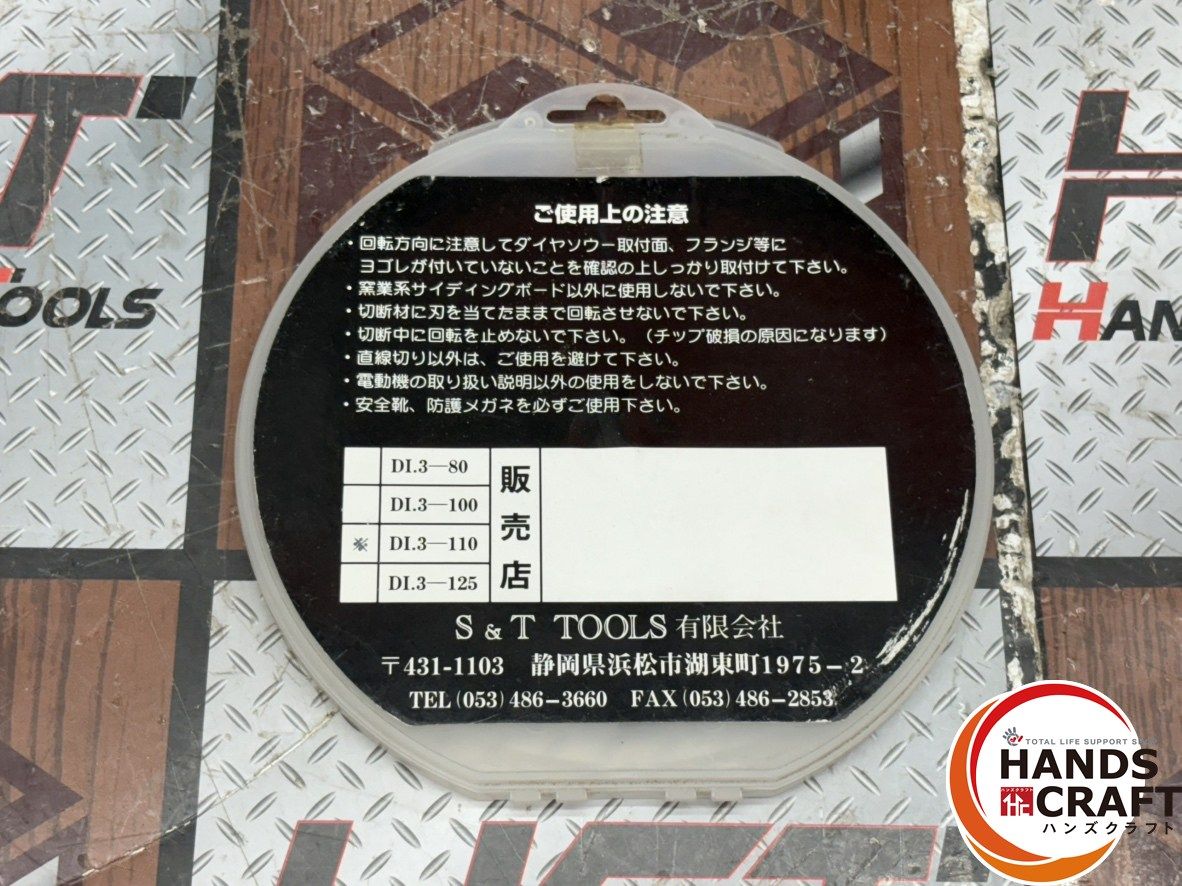 ご使用上の注意
・回転方向に注意してダイヤソウー取付面、フランジ等に
ヨゴレが付いていないことを確認の上しっかり取付けて下さい。
・窯業系サイディングボード以外に使用しないで下さい。
・切断材に刃を当てたままで回転させないで下さい。
・切断中に回転を止めないで下さい。（チップ破損の原因になります）
・直線切り以外は、ご使用を避けて下さい。
・電動機の取り扱い説明以外の使用をしないで下さい。
・安全靴、防護メガネを必ずご使用下さい。
DI.3—80
DI.3—100
※ DI.3—110
DI.3—125
販売店
S & T TOOLS 有限会社
〒431-1103 静岡県浜松市湖東町1975-2
TEL (053) 486-3660 FAX (053) 486-2853
TOOLS
HAN
TOTAL LIFE SUPPORT S
HANDS
ハンズクラフト
CRAFT
ハンズクラフト